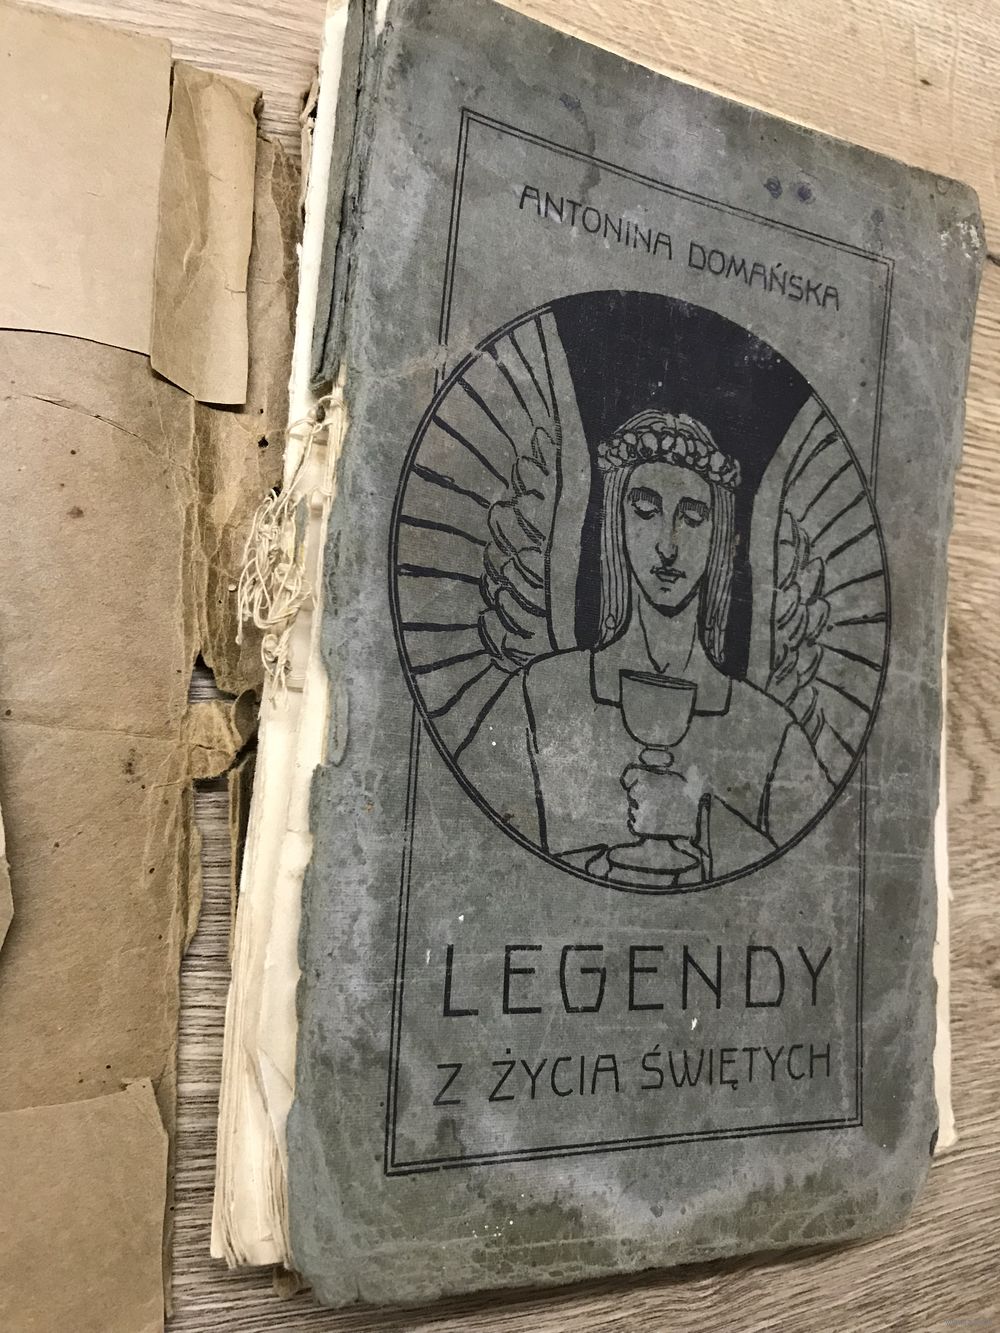 ANTONINA DOMAŃSKA
LEGENDY
Z ŻYCIA ŚWIĘTYCH